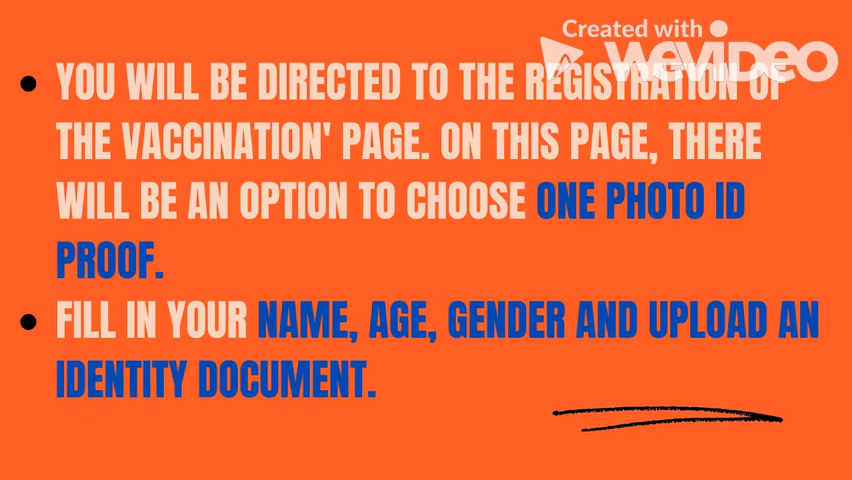 Created with
WeVideo
YOU WILL BE DIRECTED TO THE REGISTRATION OF
THE VACCINATION' PAGE. ON THIS PAGE, THERE
WILL BE AN OPTION TO CHOOSE ONE PHOTO ID
PROOF.
FILL IN YOUR NAME, AGE, GENDER AND UPLOAD AN
IDENTITY DOCUMENT.